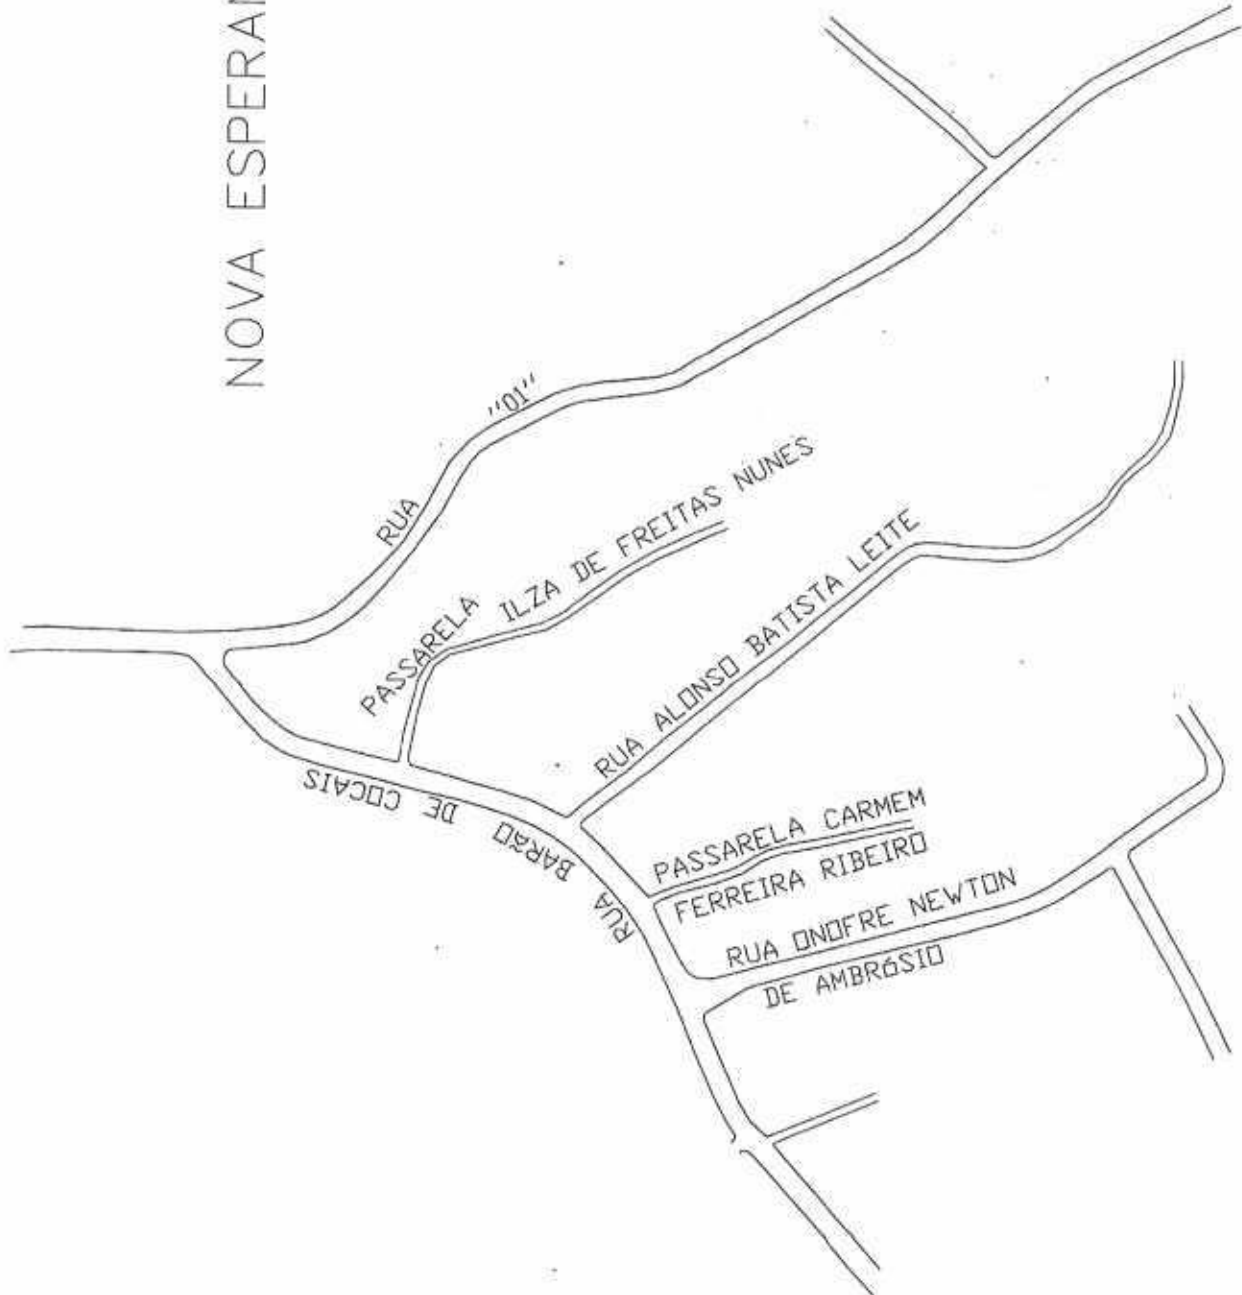 NOVA
RUA "01"
PASSARELA ILZA DE FREITAS NUNES
RUA ALONSO BATISTA LEITE
RUA BARãO DE COCAIS
PASSARELA CARMEM
FERREIRA RIBEIRO
RUA ONOFRE NEWTON
DE AMBRóSIO